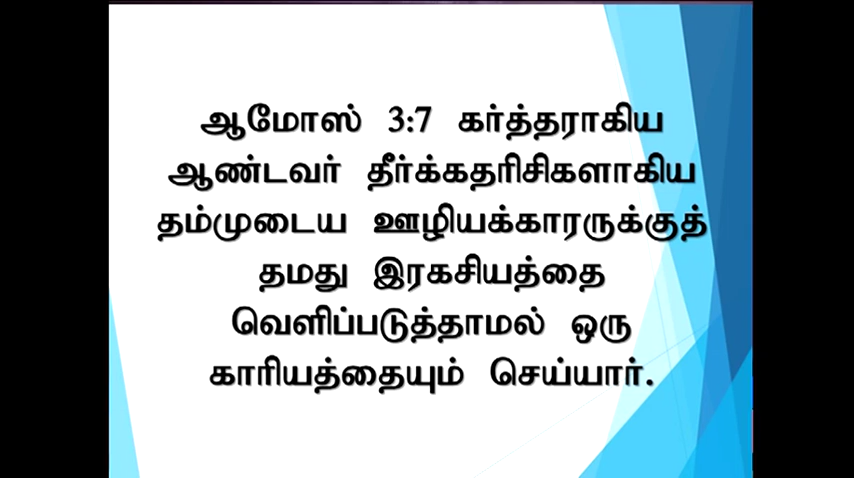 ஆமோஸ் 3:7 கர்த்தராகிய
ஆண்டவர் தீர்க்கதரிசிகளாகிய
தம்முடைய ஊழியக்காரருக்குத்
தமது இரகசியத்தை
வெளிப்படுத்தாமல் ஒரு
காரியத்தையும் செய்யார்.